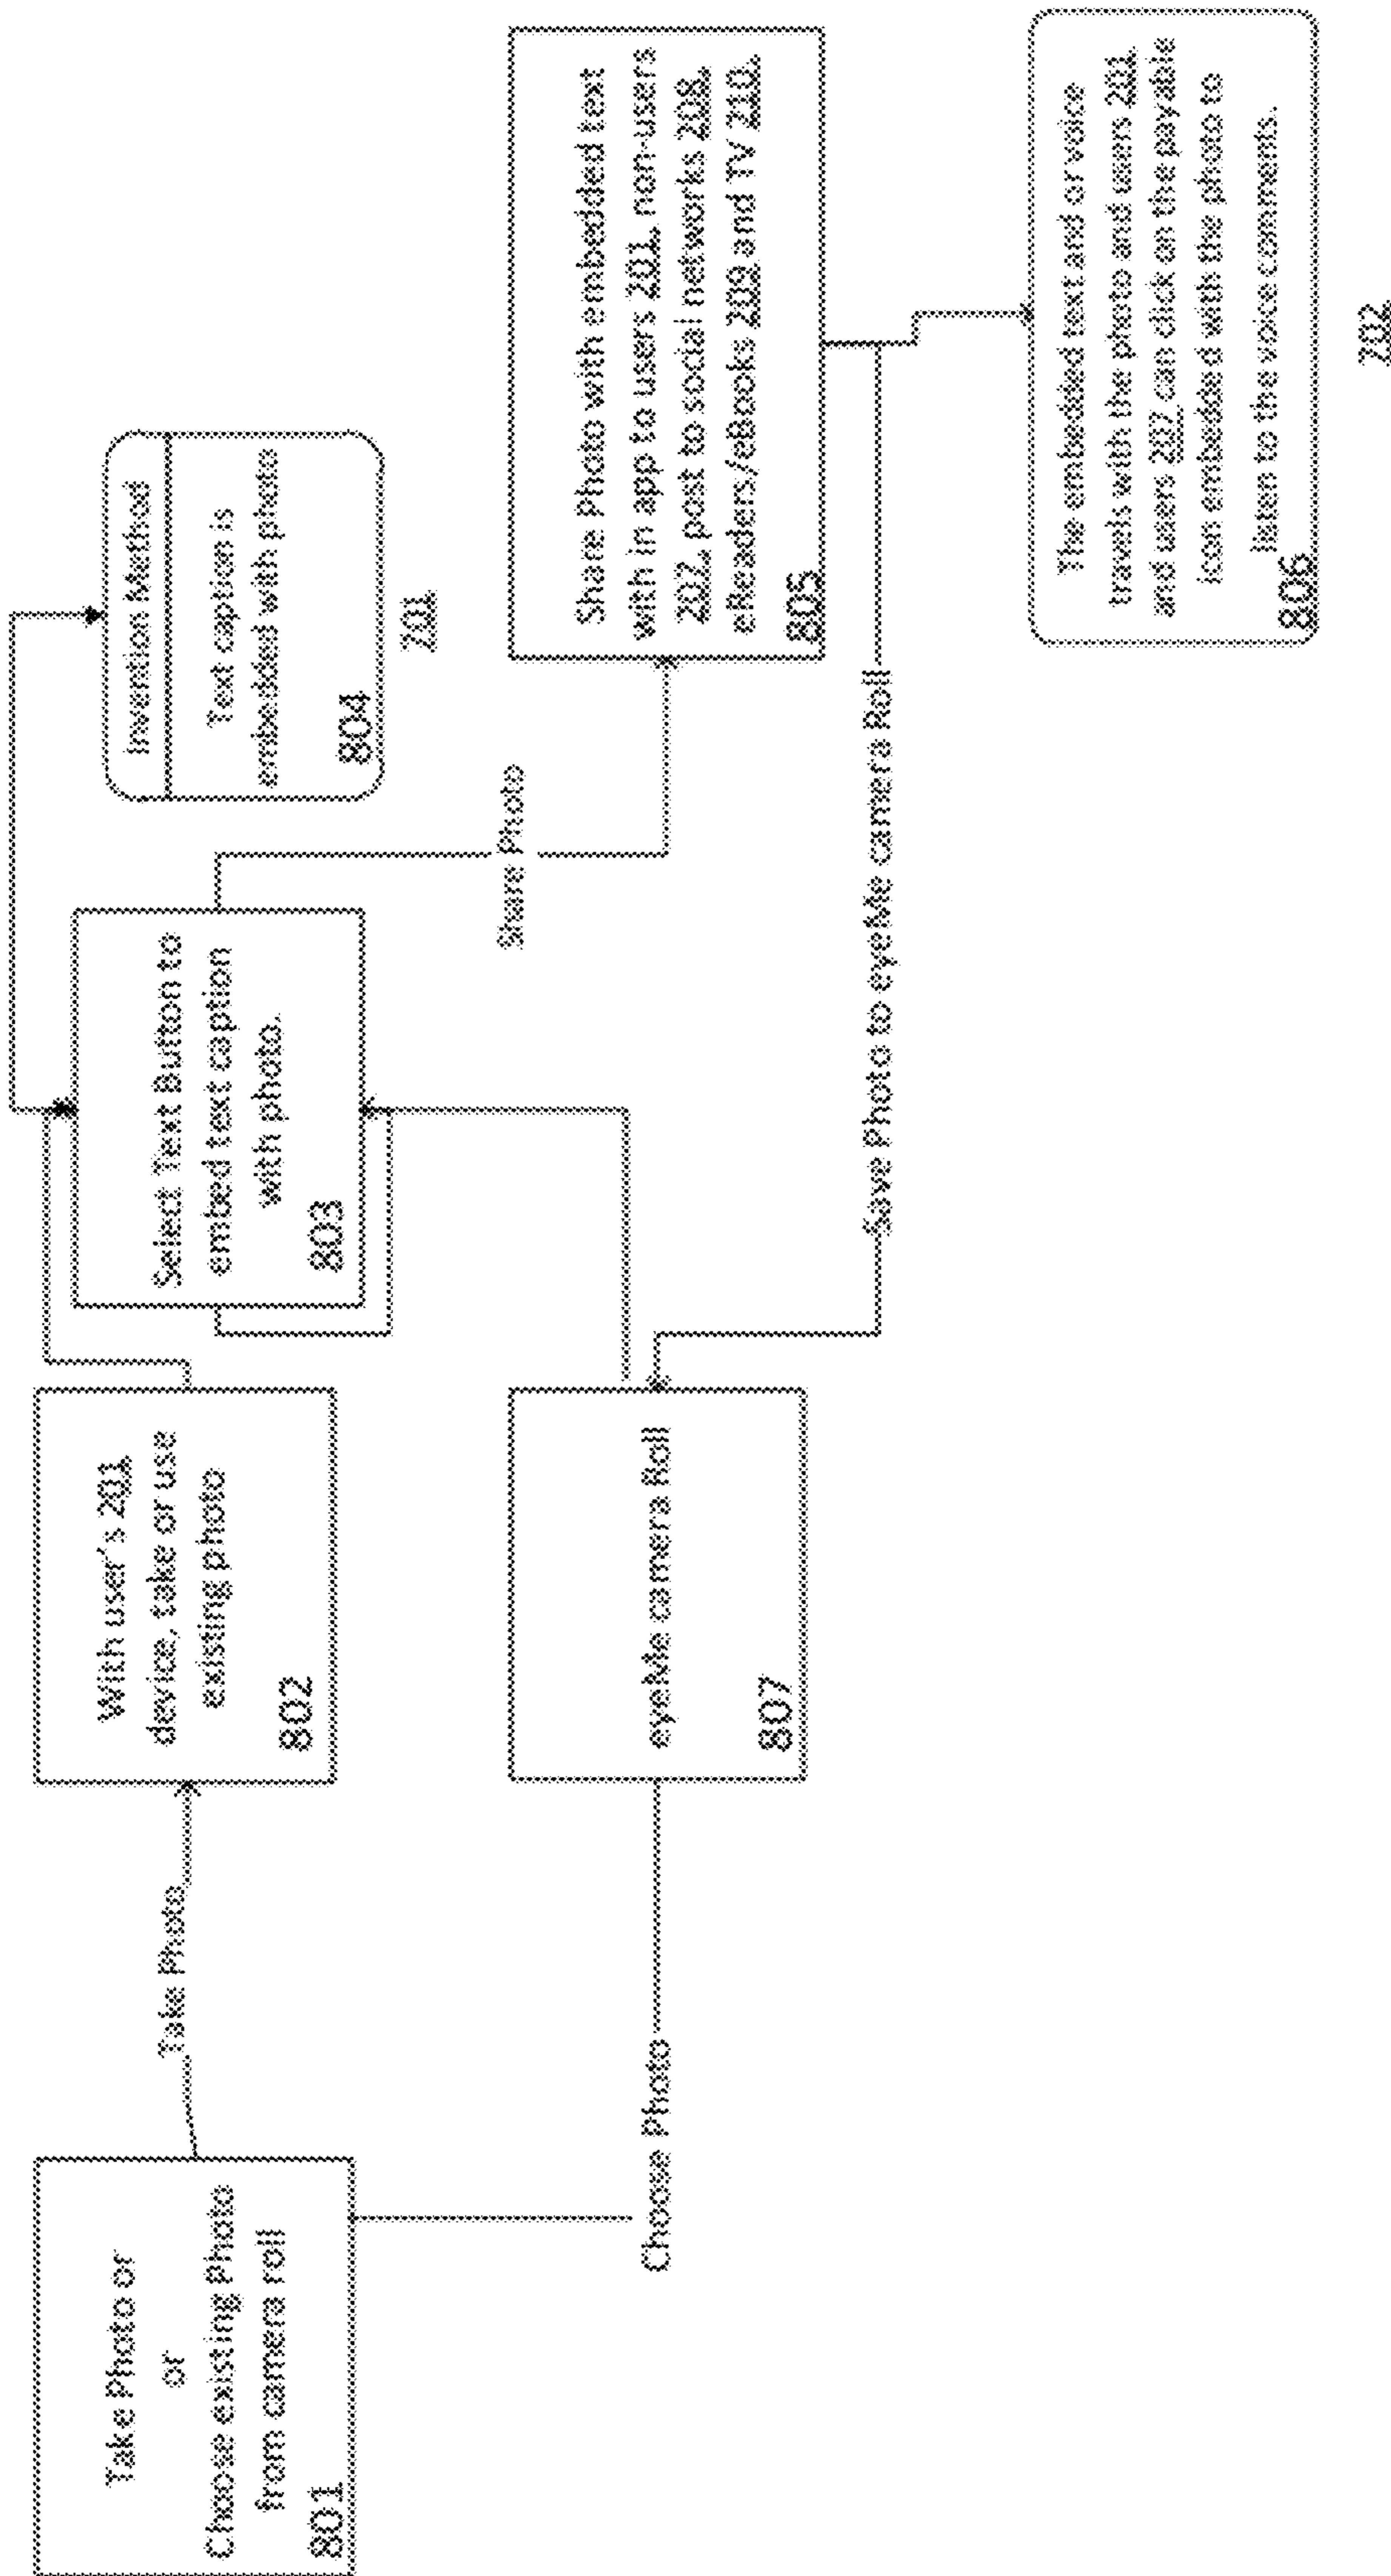 Take Photo or
or
Choose existing Photo
from camera roll
801
Take Photo
With user's 201
device, take or use
existing photo
802
Select Text Button to
embed text caption
with photo.
803
Invention Method
Text caption is
embedded with photo
804
701
Share Photo
Choose Photo
eyeMe camera Roll
807
Share Photo with embedded text
with in app to users 201, non-users
207, post to social networks 208,
eReaders/eBooks 209 and TV 210.
805
Save Photo to eyeMe camera Roll
The embedded text and or voice
travels with the photo and users 201
and users 207 can click on the payable
icon embedded with the photo to
listen to the voice comments.
806
702